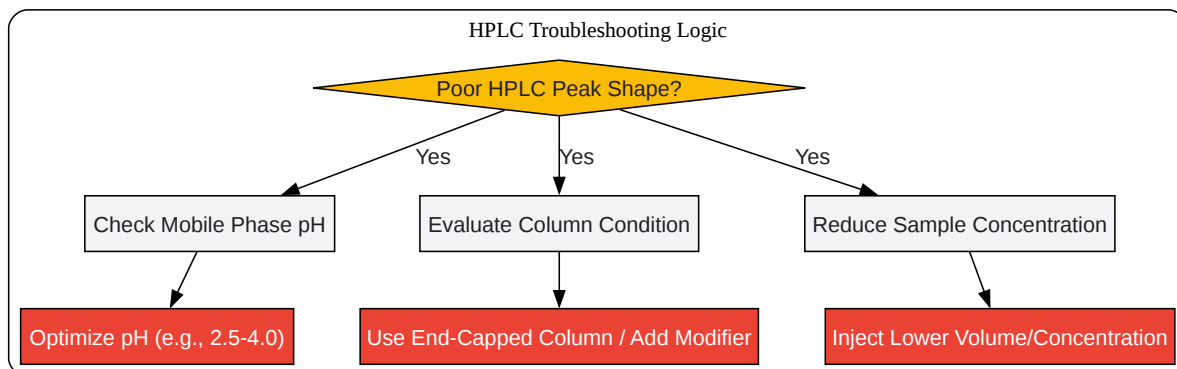 HPLC Troubleshooting Logic
Poor HPLC Peak Shape?
Yes
Yes
Yes
Check Mobile Phase pH
Evaluate Column Condition
Reduce Sample Concentration
Optimize pH (e.g., 2.5-4.0)
Use End-Capped Column / Add Modifier
Inject Lower Volume/Concentration